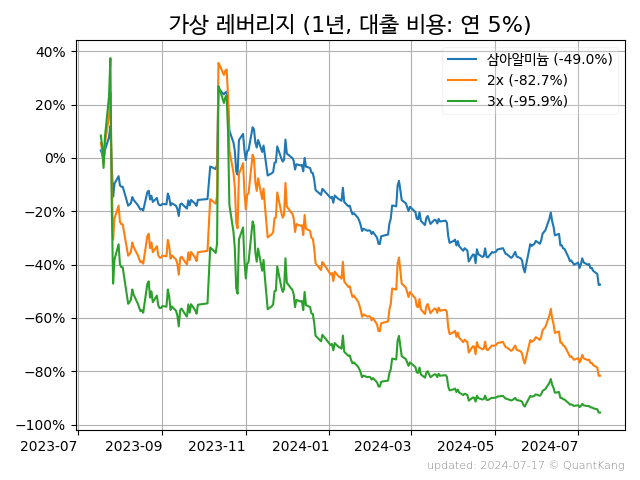 가상 레버리지 (1년, 대출 비용: 연 5%)
40%
20%
0%
−20%
−40%
−60%
−80%
−100%
삼아알미늄 (-49.0%)
2x (-82.7%)
3x (-95.9%)
2023-07 2023-09 2023-11 2024-01 2024-03 2024-05 2024-07
updated: 2024-07-17 © QuantKang